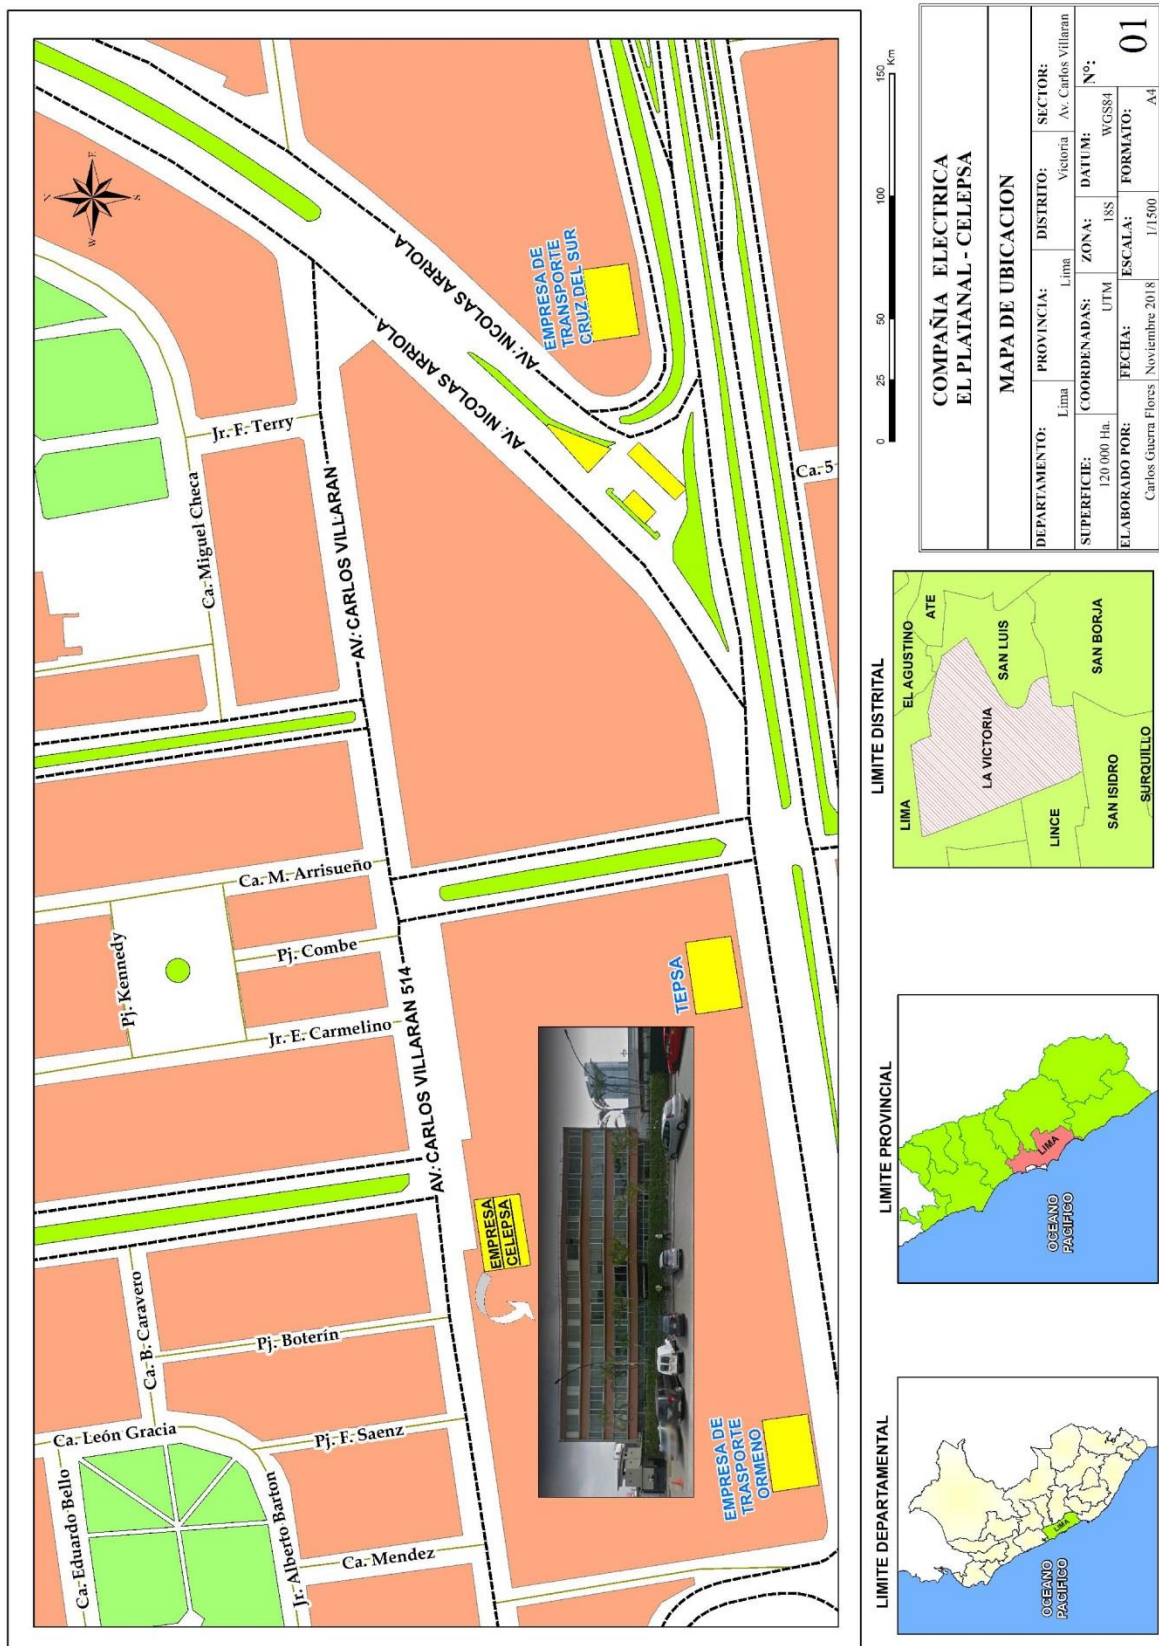 N
E
S
W
Ca. Miguel Checa
Jr. F. Terry
AV. NICOLAS ARRIOLA
AV. NICOLAS ARRIOLA
EMPRESA DE
TRANSPORTE
CRUZ DEL SUR
AV. CARLOS VILLARAN
Ca. 5
Ca. M. Arrisueño
Pj. Kennedy
Pj. Combe
Jr. E. Carmelino
AV. CARLOS VILLARAN 514
TEPSA
EMPRESA
CELEPSA
Ca. B. Caravero
Pj. Boterín
Ca. León Gracia
Pj. F. Saenz
Ca. Eduardo Bello
Jr. Alberto Barton
Ca. Mendez
EMPRESA DE
TRASPORTE
ORMENO
LIMITE DEPARTAMENTAL
OCEANO
PACIFICO
LIMA
LIMITE PROVINCIAL
OCEANO
PACIFICO
LIMA
LIMITE DISTRITAL
LIMA
EL AGUSTINO
ATE
LA VICTORIA
SAN LUIS
LINCE
SAN ISIDRO
SAN BORJA
SURQUILLO
0 25 50 100 150
Km
COMPAÑIA ELECTRICA
EL PLATANAL - CELEPSA
MAPA DE UBICACION
DEPARTAMENTO: PROVINCIA: DISTRITO: SECTOR:
Lima Lima Victoria Av. Carlos Villaran
SUPERFICIE: COORDENADAS: ZONA: DATUM: Nº:
120 000 Ha. UTM 18S WGS84
01
ELABORADO POR: FECHA: ESCALA: FORMATO:
Carlos Guerra Flores Noviembre 2018 1/1500 A4